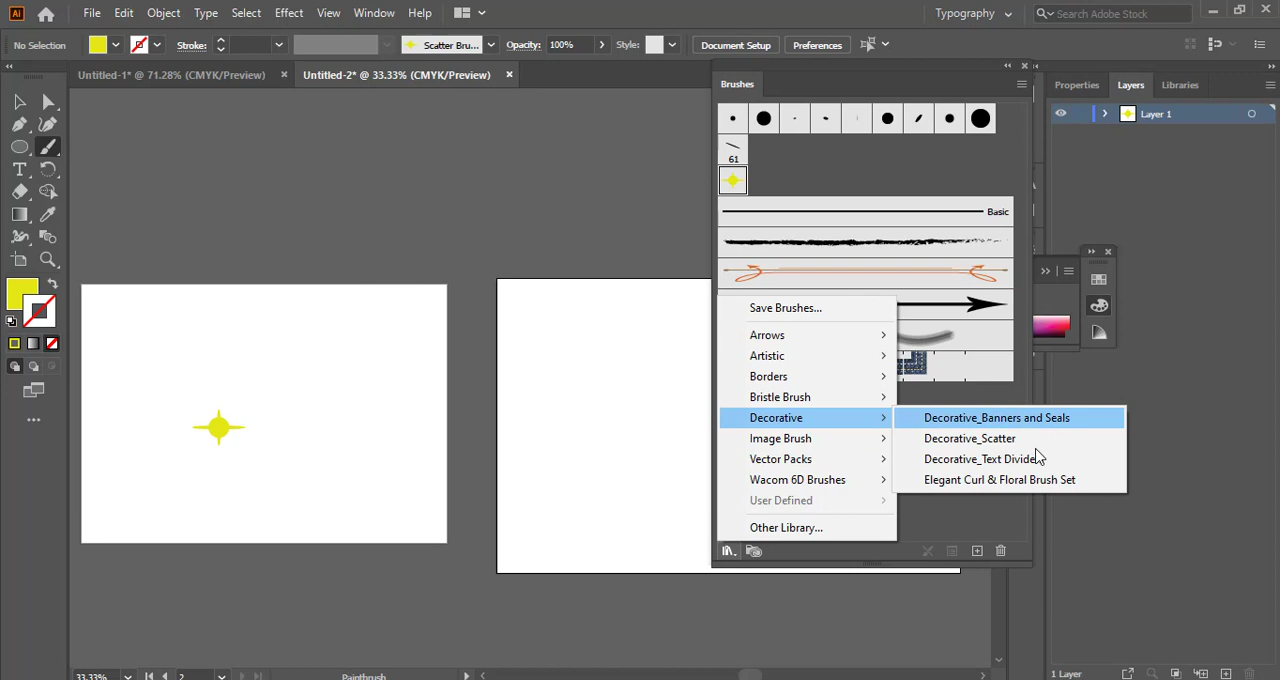 Ai File Edit Object Type Select Effect View Window Help Typography Search Adobe Stock
No Selection Stroke: Scatter Bru... Opacity: 100% Style: Document Setup Preferences
Untitled-1* @ 71.28% (CMYK/Preview) Untitled-2* @ 33.33% (CMYK/Preview)
Brushes
Properties Layers Libraries
Layer 1
61
Basic
Save Brushes...
Arrows
Artistic
Borders
Bristle Brush
Decorative
Image Brush
Vector Packs
Wacom 6D Brushes
User Defined
Other Library...
Decorative_Banners and Seals
Decorative_Scatter
Decorative_Text Divide
Elegant Curl & Floral Brush Set
33.33% 2 Paintbrush 1 Layer